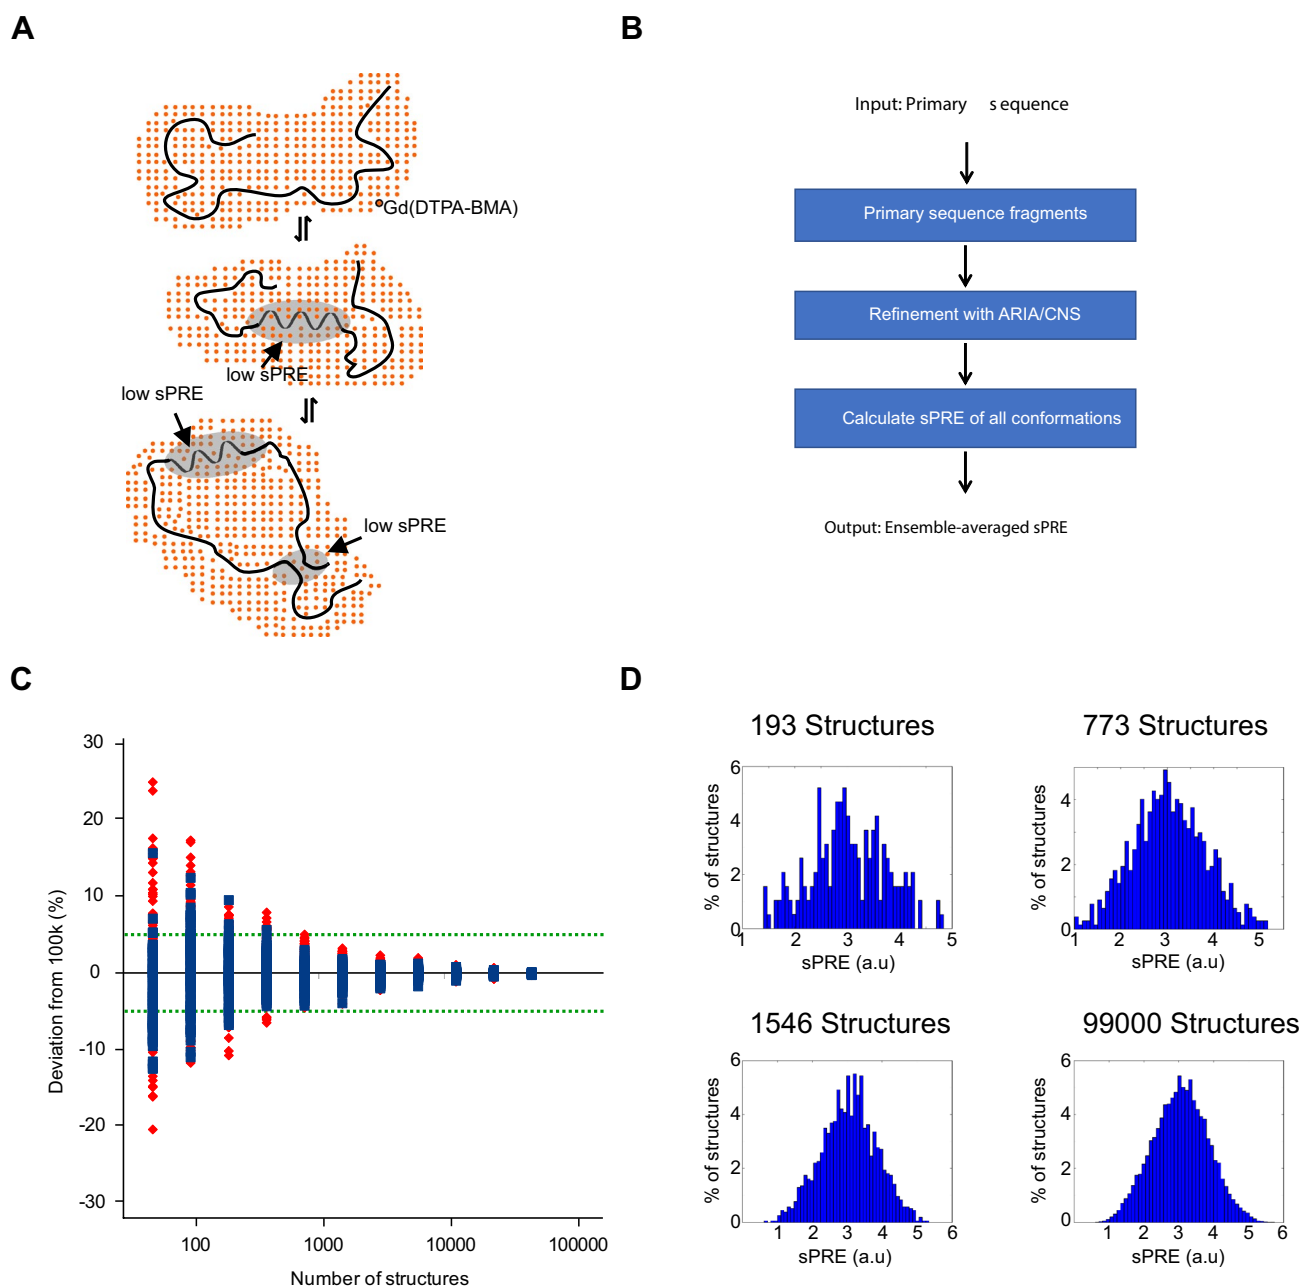 A
Gd(DTPA-BMA)
low sPRE
low sPRE
low sPRE
B
Input: Primary s equence
Primary sequence fragments
Refinement with ARIA/CNS
Calculate sPRE of all conformations
Output: Ensemble-averaged sPRE
C
Deviation from 100k (%)
30
20
10
0
-10
-20
-30
100 1000 10000 100000
Number of structures
D
193 Structures
% of structures
6
4
2
0
1 2 3 4 5
sPRE (a.u)
773 Structures
% of structures
4
2
0
1 2 3 4 5
sPRE (a.u)
1546 Structures
% of structures
6
4
2
0
1 2 3 4 5 6
sPRE (a.u)
99000 Structures
% of structures
6
4
2
0
1 2 3 4 5 6
sPRE (a.u)